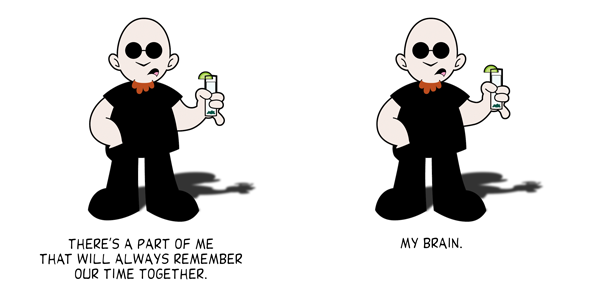 THERE'S A PART OF ME
THAT WILL ALWAYS REMEMBER
OUR TIME TOGETHER.
MY BRAIN.